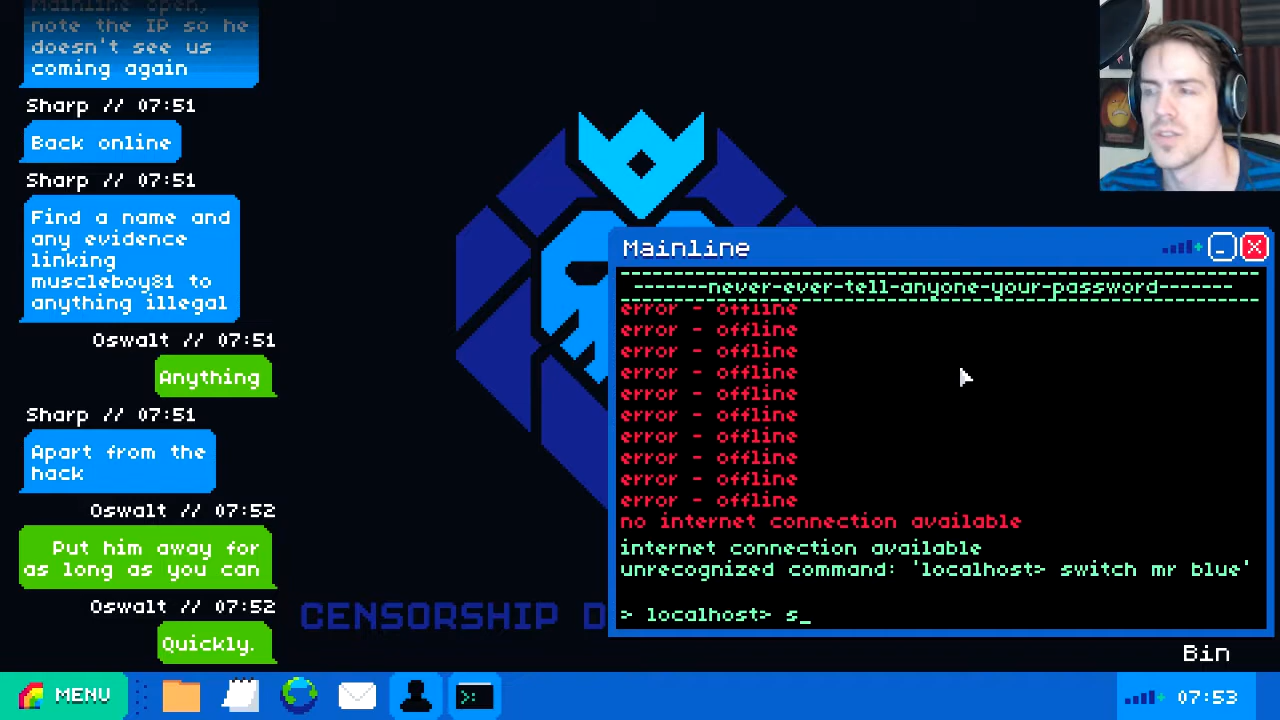 Mainline open,
note the IP so he
doesn't see us
coming again
Sharp // 07:51
Back online
Sharp // 07:51
Find a name and
any evidence
linking
muscleboy81 to
anything illegal
Oswalt // 07:51
Anything
Sharp // 07:51
Apart from the
hack
Oswalt // 07:52
Put him away for
as long as you can
Oswalt // 07:52
Quickly.
CENSORSHIP D
Mainline
-------never-ever-tell-anyone-your-password-------
error - offline
error - offline
error - offline
error - offline
error - offline
error - offline
error - offline
error - offline
error - offline
error - offline
no internet connection available
internet connection available
unrecognized command: 'localhost> switch mr blue'
> localhost> s_
Bin
MENU
07:53